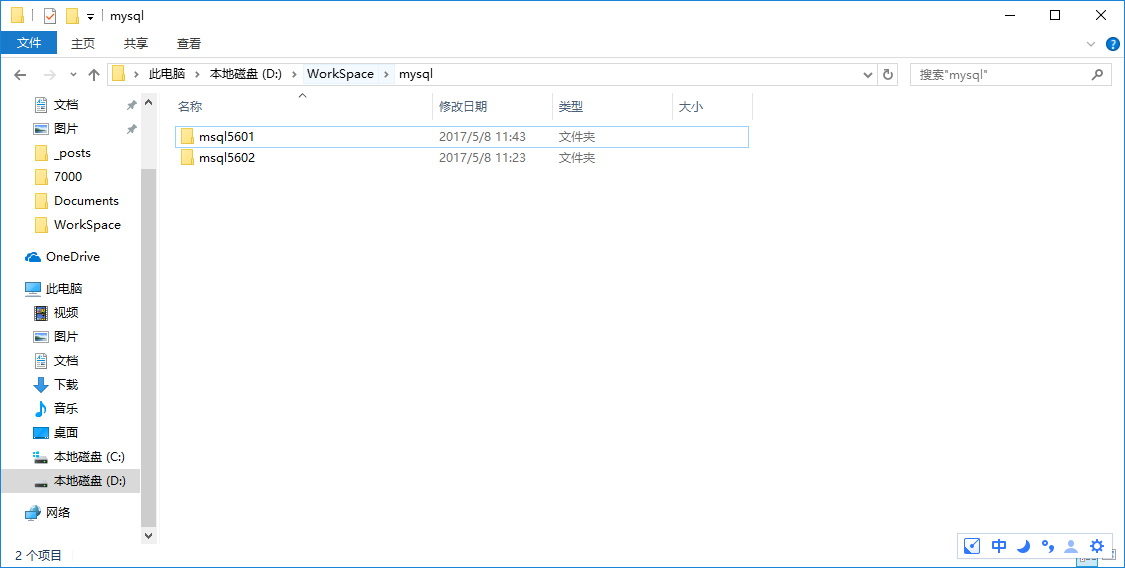 mysql
文件 主页 共享 查看
此电脑 本地磁盘 (D:) WorkSpace mysql 搜索"mysql"
名称 修改日期 类型 大小
msql5601 2017/5/8 11:43 文件夹
msql5602 2017/5/8 11:23 文件夹
文档
图片
_posts
7000
Documents
WorkSpace
OneDrive
此电脑
视频
图片
文档
下载
音乐
桌面
本地磁盘 (C:)
本地磁盘 (D:)
网络
2 个项目
中